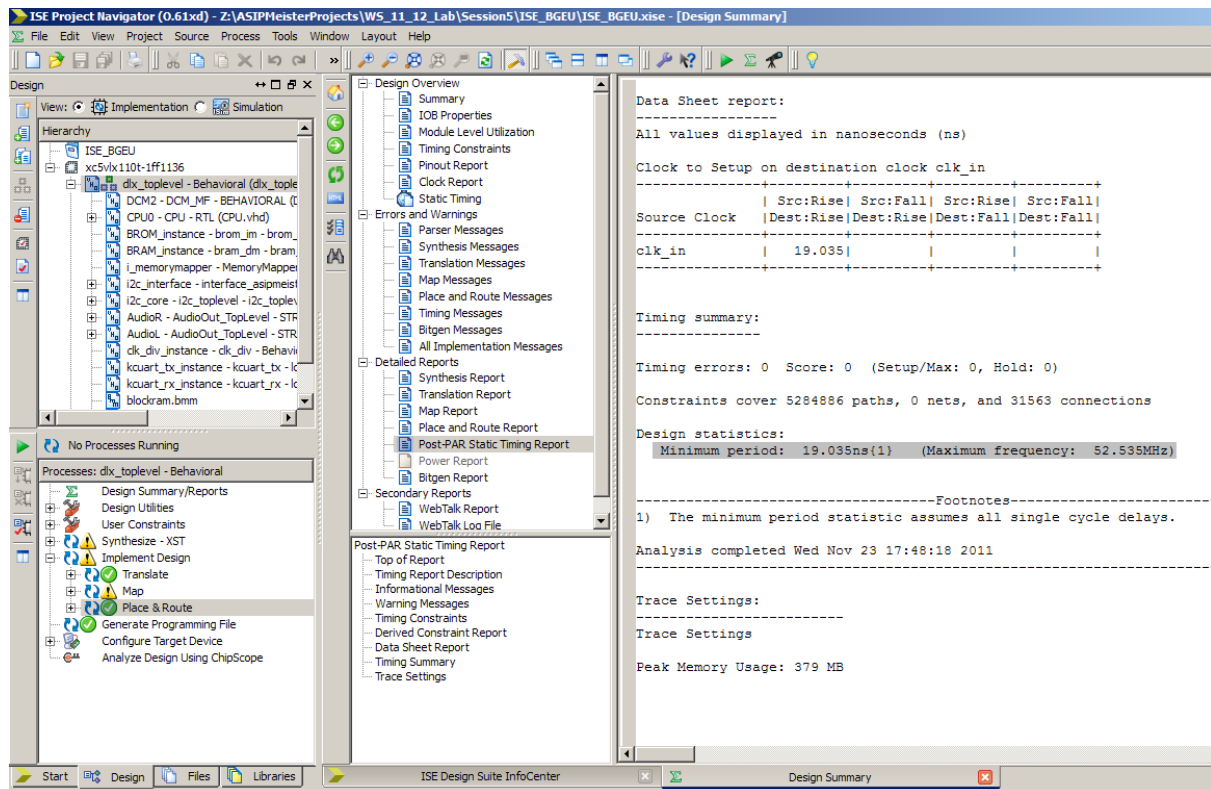 ISE Project Navigator (0.61xd) - Z:\ASIPMeisterProjects\WS_11_12_Lab\Session5\ISE_BGEU\ISE_BGEU.xise - [Design Summary]
File Edit View Project Source Process Tools Window Layout Help
Design
View: Implementation Simulation
Hierarchy
ISE_BGEU
xc5vlx110t-1ff1136
dlx_toplevel - Behavioral (dlx_tople
DCM2 - DCM_MF - BEHAVIORAL (D
CPU0 - CPU - RTL (CPU.vhd)
BROM_instance - brom_im - brom_
BRAM_instance - bram_dm - bram_
i_memorymapper - MemoryMapper
i2c_interface - interface_asipmeist
i2c_core - i2c_toplevel - i2c_toplev
AudioR - AudioOut_TopLevel - STR
AudioL - AudioOut_TopLevel - STR
clk_div_instance - clk_div - Behavio
kcuart_tx_instance - kcuart_tx - lo
kcuart_rx_instance - kcuart_rx - lo
blockram.bmm
No Processes Running
Processes: dlx_toplevel - Behavioral
Design Summary/Reports
Design Utilities
User Constraints
Synthesize - XST
Implement Design
Translate
Map
Place & Route
Generate Programming File
Configure Target Device
Analyze Design Using ChipScope
Start Design Files Libraries
Design Overview
Summary
IOB Properties
Module Level Utilization
Timing Constraints
Pinout Report
Clock Report
Static Timing
Errors and Warnings
Parser Messages
Synthesis Messages
Translation Messages
Map Messages
Place and Route Messages
Timing Messages
Bitgen Messages
All Implementation Messages
Detailed Reports
Synthesis Report
Translation Report
Map Report
Place and Route Report
Post-PAR Static Timing Report
Power Report
Bitgen Report
Secondary Reports
WebTalk Report
WebTalk Log File
Post-PAR Static Timing Report
Top of Report
Timing Report Description
Informational Messages
Warning Messages
Timing Constraints
Derived Constraint Report
Data Sheet Report
Timing Summary
Trace Settings
Data Sheet report:
-----------------
All values displayed in nanoseconds (ns)
Clock to Setup on destination clock clk_in
---------------+---------+---------+---------+---------+
| Src:Rise| Src:Fall| Src:Rise| Src:Fall|
Source Clock |Dest:Rise|Dest:Rise|Dest:Fall|Dest:Fall|
---------------+---------+---------+---------+---------+
clk_in | 19.035| | | |
---------------+---------+---------+---------+---------+
Timing summary:
---------------
Timing errors: 0 Score: 0 (Setup/Max: 0, Hold: 0)
Constraints cover 5284886 paths, 0 nets, and 31563 connections
Design statistics:
Minimum period: 19.035ns{1} (Maximum frequency: 52.535MHz)
------------------------------------Footnotes-----------------------
1) The minimum period statistic assumes all single cycle delays.
Analysis completed Wed Nov 23 17:48:18 2011
--------------------------------------------------------------------
Trace Settings:
-------------------------
Trace Settings
Peak Memory Usage: 379 MB
ISE Design Suite InfoCenter
Design Summary